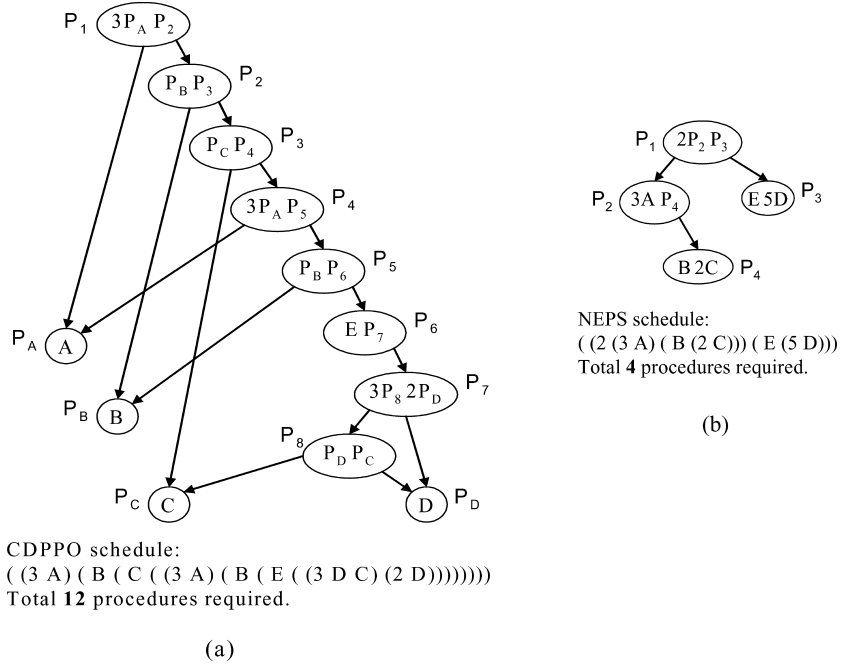 P1 3PA P2
PB P3 P2
PC P4 P3
3PA P5 P4
PB P6 P5
E P7 P6
3P8 2PD P7
P8 PD PC
PA A
PB B
PC C
D PD
CDPPO schedule:
( (3 A) ( B ( C ( (3 A) ( B ( E ( (3 D C) (2 D))))))))
Total 12 procedures required.
(a)
P1 2P2 P3
P2 3A P4
E 5D P3
B 2C P4
NEPS schedule:
( (2 (3 A) ( B (2 C))) ( E (5 D)))
Total 4 procedures required.
(b)